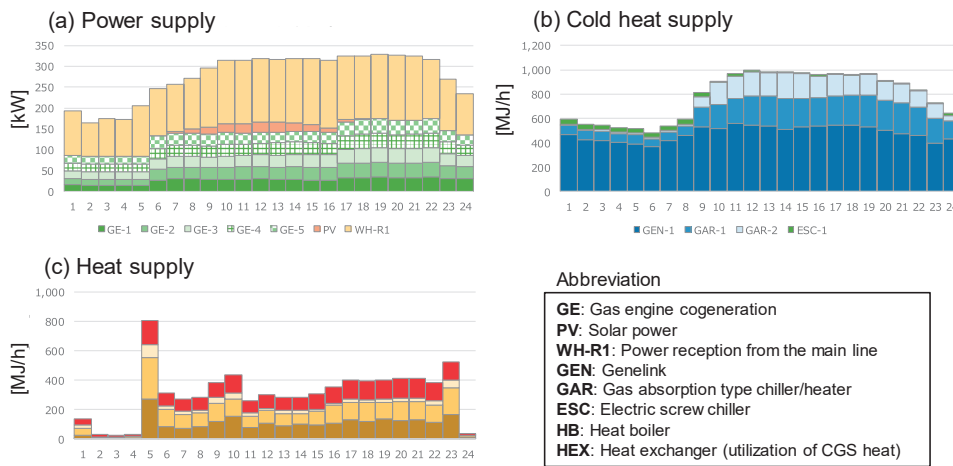 (a) Power supply
[kW]
350
300
250
200
150
100
50
0
1 2 3 4 5 6 7 8 9 10 11 12 13 14 15 16 17 18 19 20 21 22 23 24
GE-1 GE-2 GE-3 GE-4 GE-5 PV WH-R1
(b) Cold heat supply
[MJ/h]
1,200
1,000
800
600
400
200
0
1 2 3 4 5 6 7 8 9 10 11 12 13 14 15 16 17 18 19 20 21 22 23 24
GEN-1 GAR-1 GAR-2 ESC-1
(c) Heat supply
[MJ/h]
1,000
800
600
400
200
0
1 2 3 4 5 6 7 8 9 10 11 12 13 14 15 16 17 18 19 20 21 22 23 24
Abbreviation
GE: Gas engine cogeneration
PV: Solar power
WH-R1: Power reception from the main line
GEN: Genelink
GAR: Gas absorption type chiller/heater
ESC: Electric screw chiller
HB: Heat boiler
HEX: Heat exchanger (utilization of CGS heat)